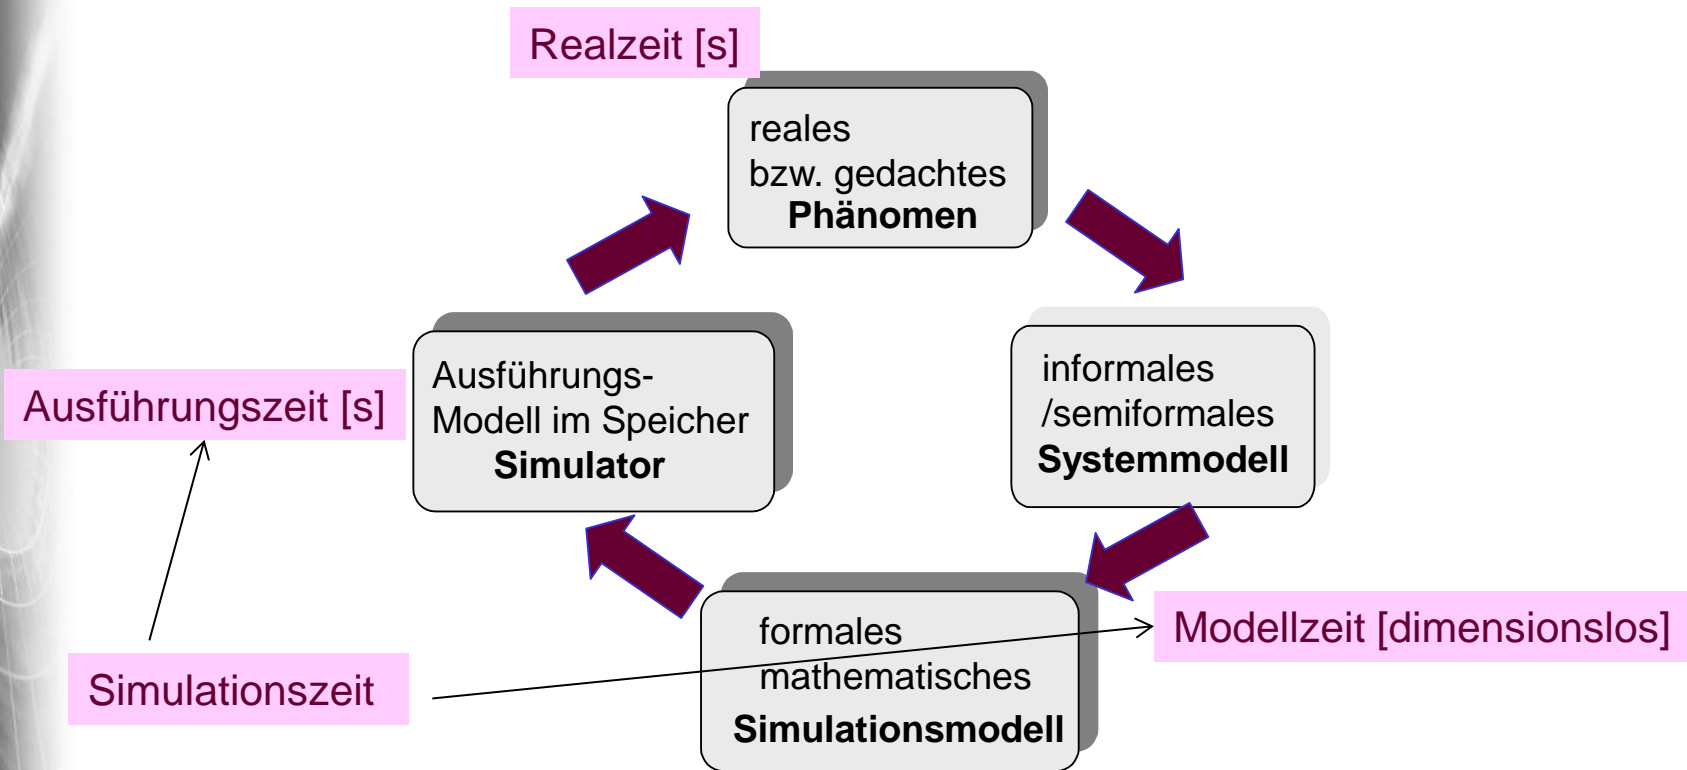 Realzeit [s]
reales
bzw. gedachtes
Phänomen
informales
/semiformales
Systemmodell
Ausführungs-
Modell im Speicher
Simulator
Ausführungszeit [s]
formales
mathematisches
Simulationsmodell
Modellzeit [dimensionslos]
Simulationszeit